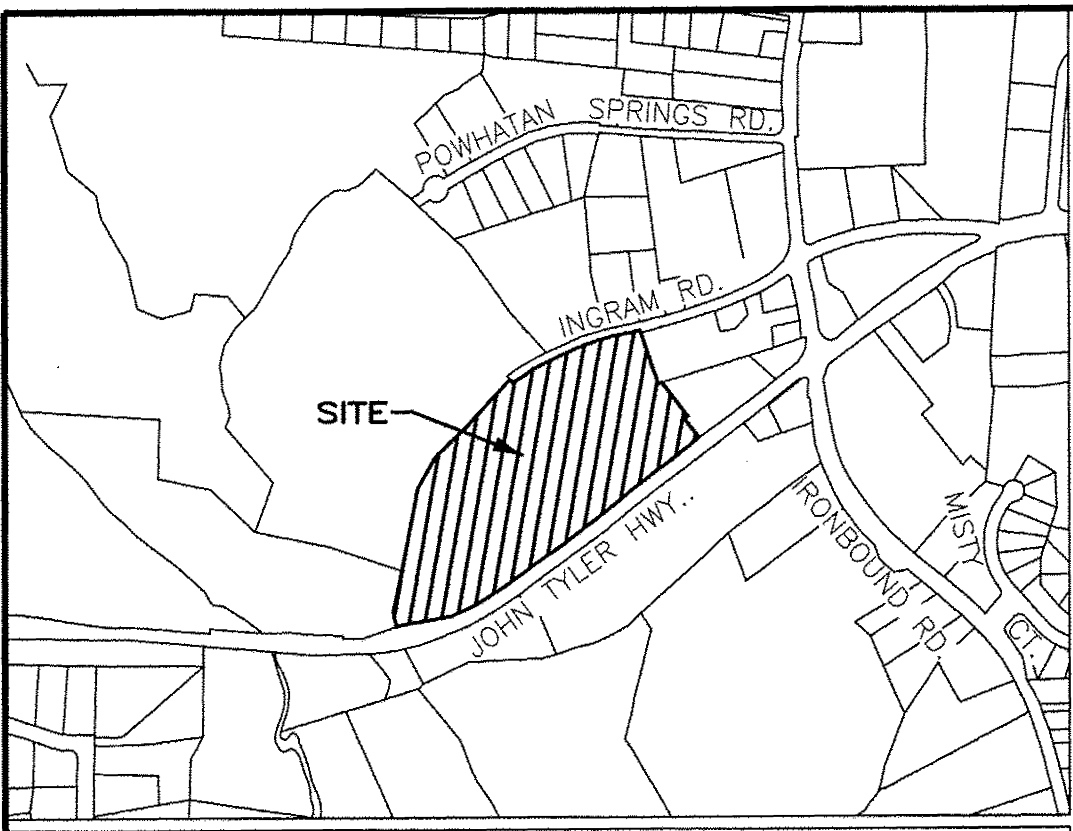 POWHATAN SPRINGS RD.
INGRAM RD.
SITE
JOHN TYLER HWY..
IRONBOUND RD.
MISTY
CT.